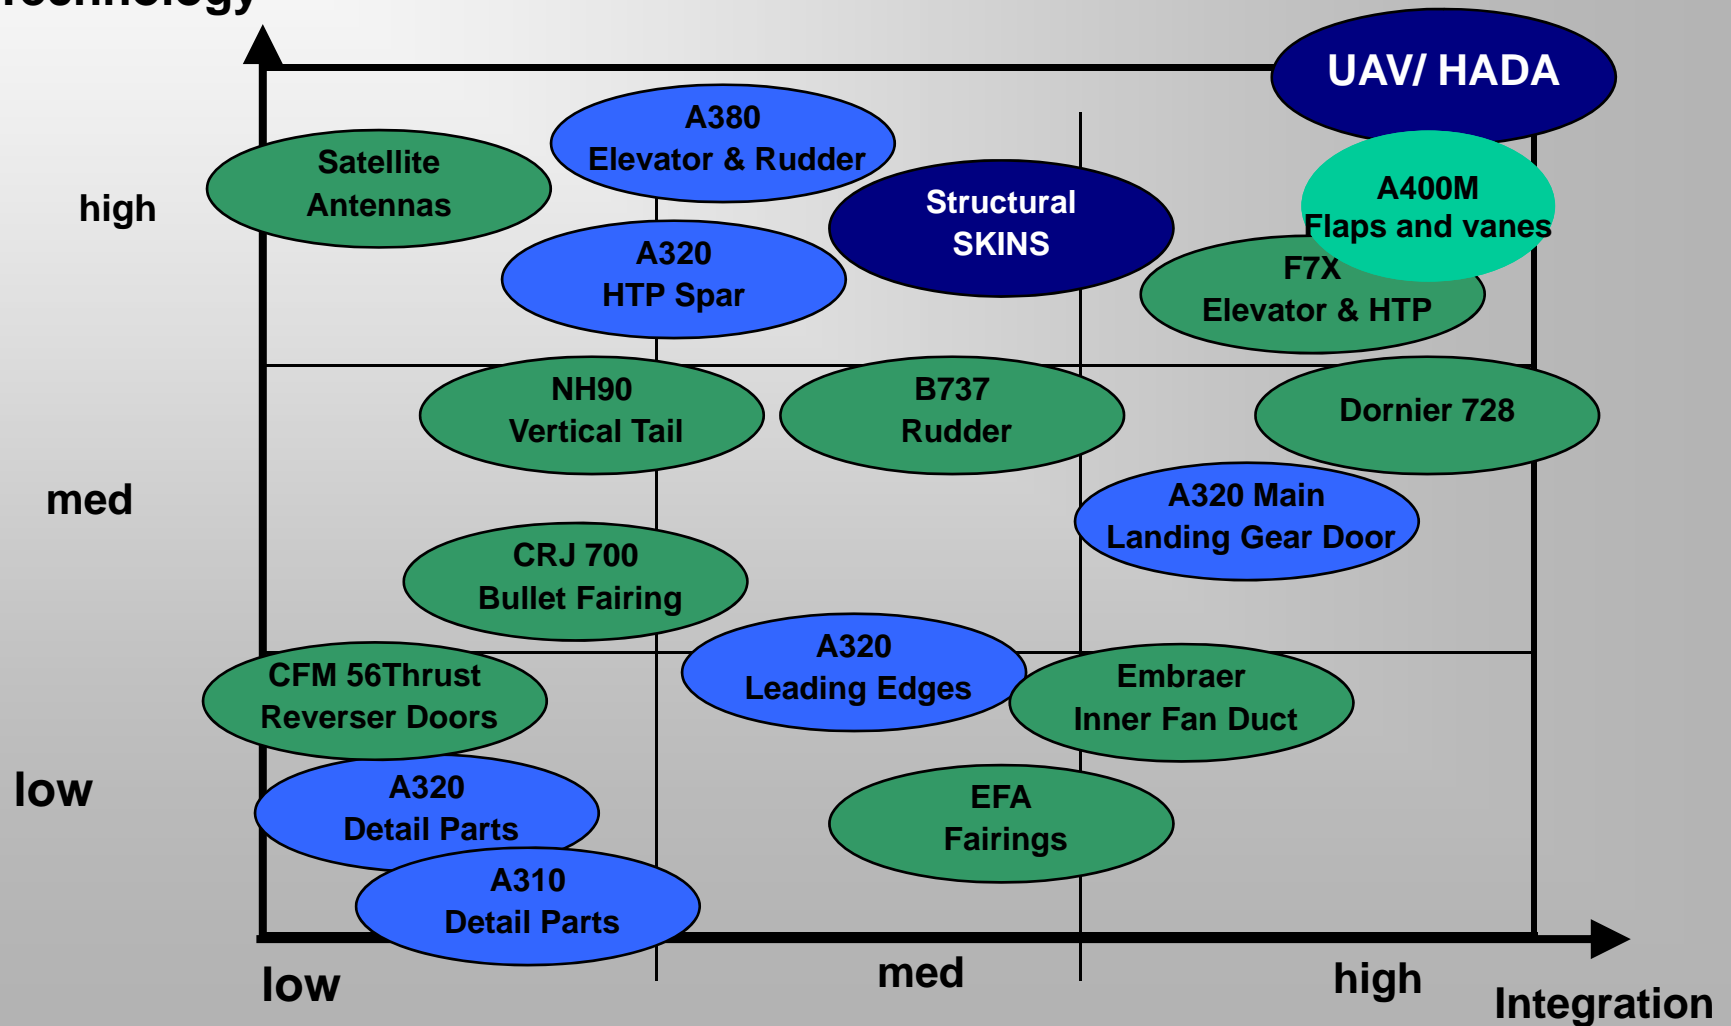 Technology
UAV/ HADA
A380
Elevator & Rudder
Satellite
Antennas
Structural
SKINS
A400M
Flaps and vanes
high
A320
HTP Spar
F7X
Elevator & HTP
NH90
Vertical Tail
B737
Rudder
Dornier 728
med
A320 Main
Landing Gear Door
CRJ 700
Bullet Fairing
A320
Leading Edges
CFM 56Thrust
Reverser Doors
Embraer
Inner Fan Duct
low
A320
Detail Parts
EFA
Fairings
A310
Detail Parts
low
med
high
Integration